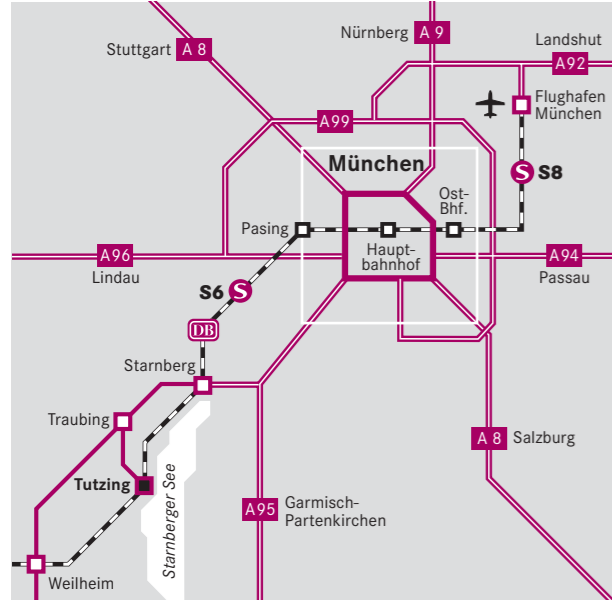 Nürnberg
A 9
Stuttgart
A 8
Landshut
A92
Flughafen
München
A99
München
S
S8
Ost-
Bhf.
Pasing
Haupt-
bahnhof
A96
Lindau
A94
Passau
S6
S
DB
Starnberg
Traubing
Tutzing
Starnberger See
A 8
Salzburg
A95
Garmisch-
Partenkirchen
Weilheim